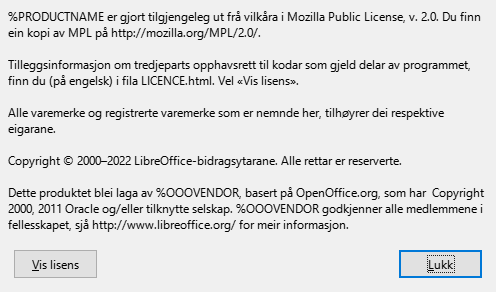 %PRODUCTNAME er gjort tilgjengeleg ut frå vilkåra i Mozilla Public License, v. 2.0. Du finn
ein kopi av MPL på http://mozilla.org/MPL/2.0/.
Tilleggsinformasjon om tredjeparts opphavsrett til kodar som gjeld delar av programmet,
finn du (på engelsk) i fila LICENCE.html. Vel «Vis lisens».
Alle varemerke og registrerte varemerke som er nemnde her, tilhøyrer dei respektive
eigarane.
Copyright © 2000–2022 LibreOffice-bidragsytarane. Alle rettar er reserverte.
Dette produktet blei laga av %OOOVENDOR, basert på OpenOffice.org, som har  Copyright
2000, 2011 Oracle og/eller tilknytte selskap. %OOOVENDOR godkjenner alle medlemmene i
fellesskapet, sjå http://www.libreoffice.org/ for meir informasjon.
Vis lisens
Lukk